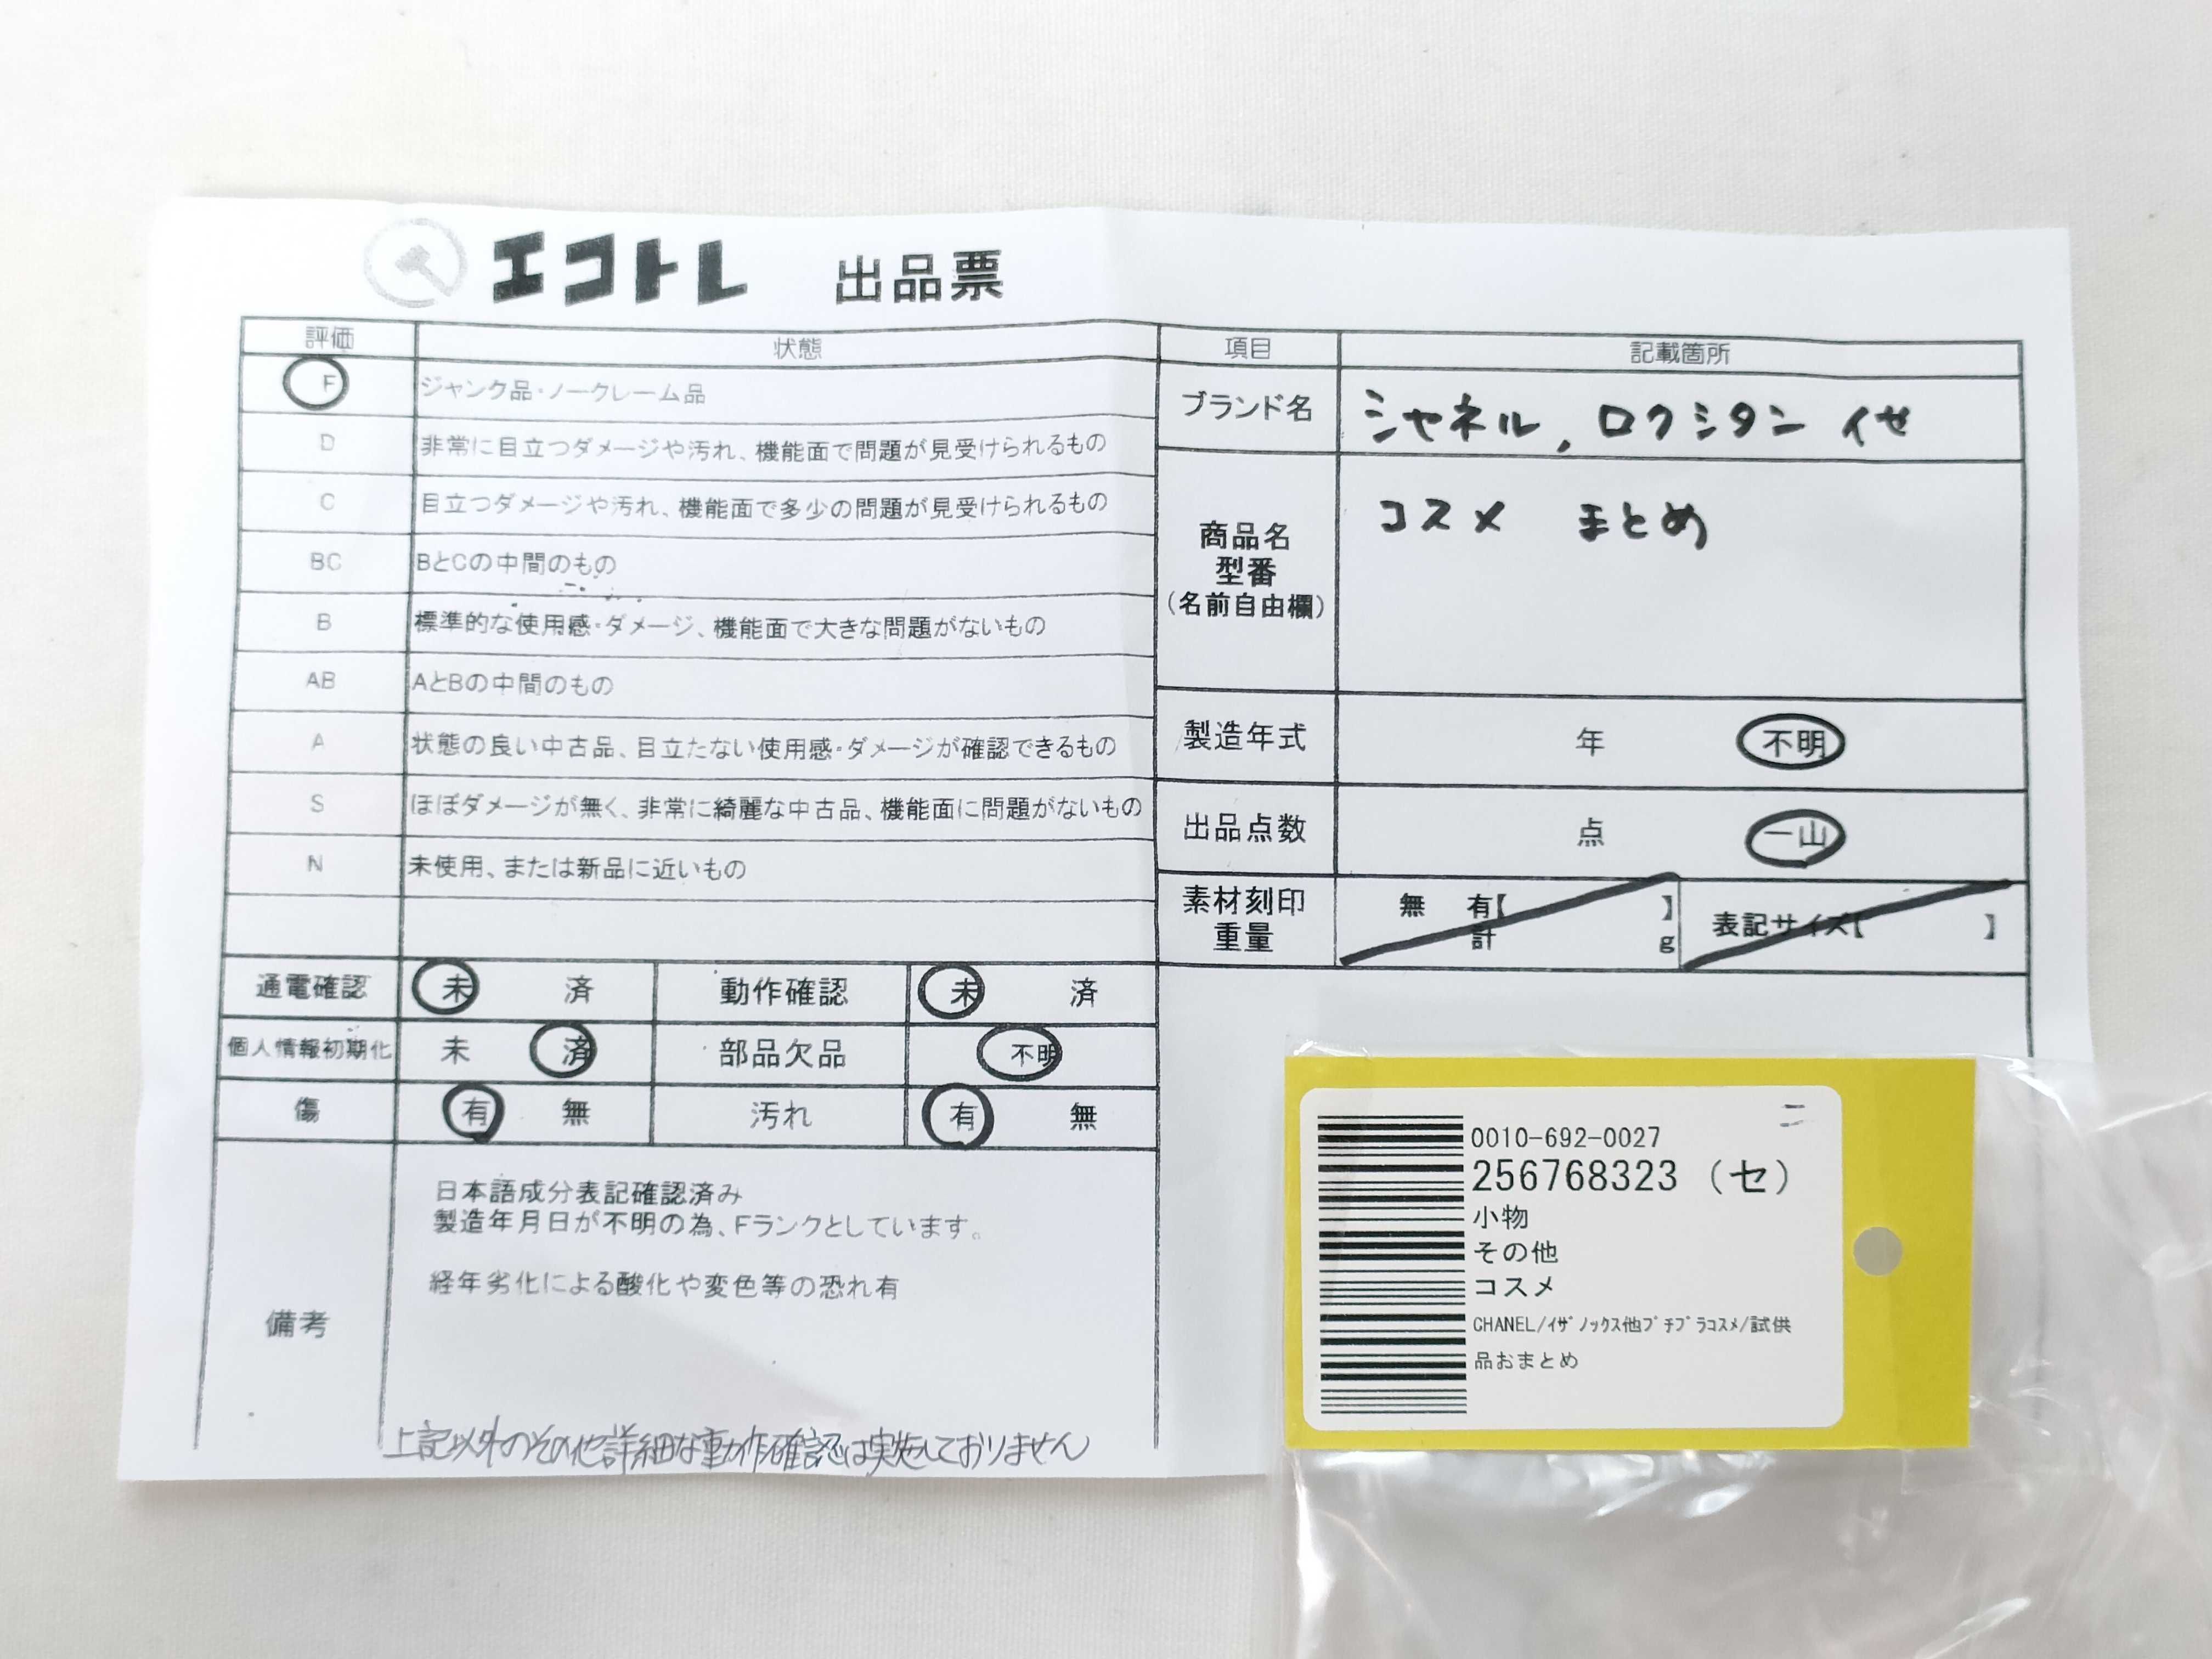 エコトレ 出品票
評価 状態
F ジャンク品・ノークレーム品
D 非常に目立つダメージや汚れ、機能面で問題が見受けられるもの
C 目立つダメージや汚れ、機能面で多少の問題が見受けられるもの
BC BとCの中間のもの
B 標準的な使用感・ダメージ、機能面で大きな問題がないもの
AB AとBの中間のもの
A 状態の良い中古品、目立たない使用感・ダメージが確認できるもの
S ほぼダメージが無く、非常に綺麗な中古品、機能面に問題がないもの
N 未使用、または新品に近いもの
通電確認 未 済 動作確認 未 済
個人情報初期化 未 済 部品欠品 不明
傷 有 無 汚れ 有 無
備考
日本語成分表記確認済み
製造年月日が不明の為、Fランクとしています。
経年劣化による酸化や変色等の恐れ有
上記以外のその他詳細な動作確認は実施しておりません
項目 記載箇所
ブランド名 シャネル, ロクシタン イせ
商品名
型番
(名前自由欄)
コスメ まとめ
製造年式 年 不明
出品点数 点 一山
素材刻印
重量
無 有【 】
計 g
表記サイズ【 】
ニ
0010-692-0027
256768323 (セ)
小物
その他
コスメ
CHANEL/ｲｻﾞﾉｯｸｽ他ﾌﾟﾁﾌﾟﾗｺｽﾒ/試供
品おまとめ